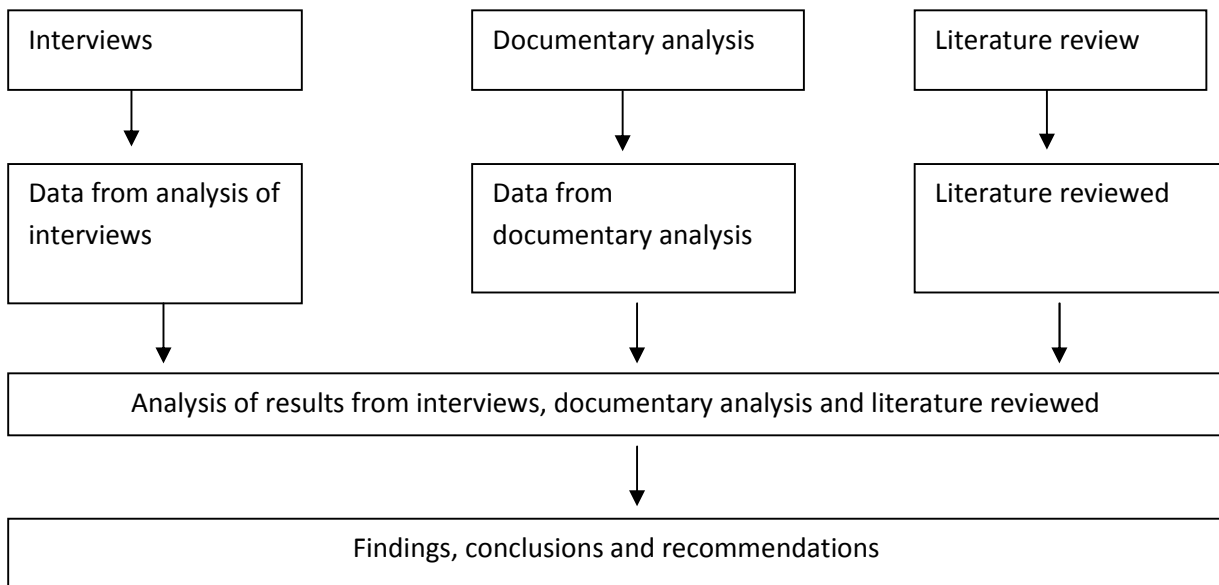 Interviews
Documentary analysis
Literature review
Data from analysis of
interviews
Data from
documentary analysis
Literature reviewed
Analysis of results from interviews, documentary analysis and literature reviewed
Findings, conclusions and recommendations